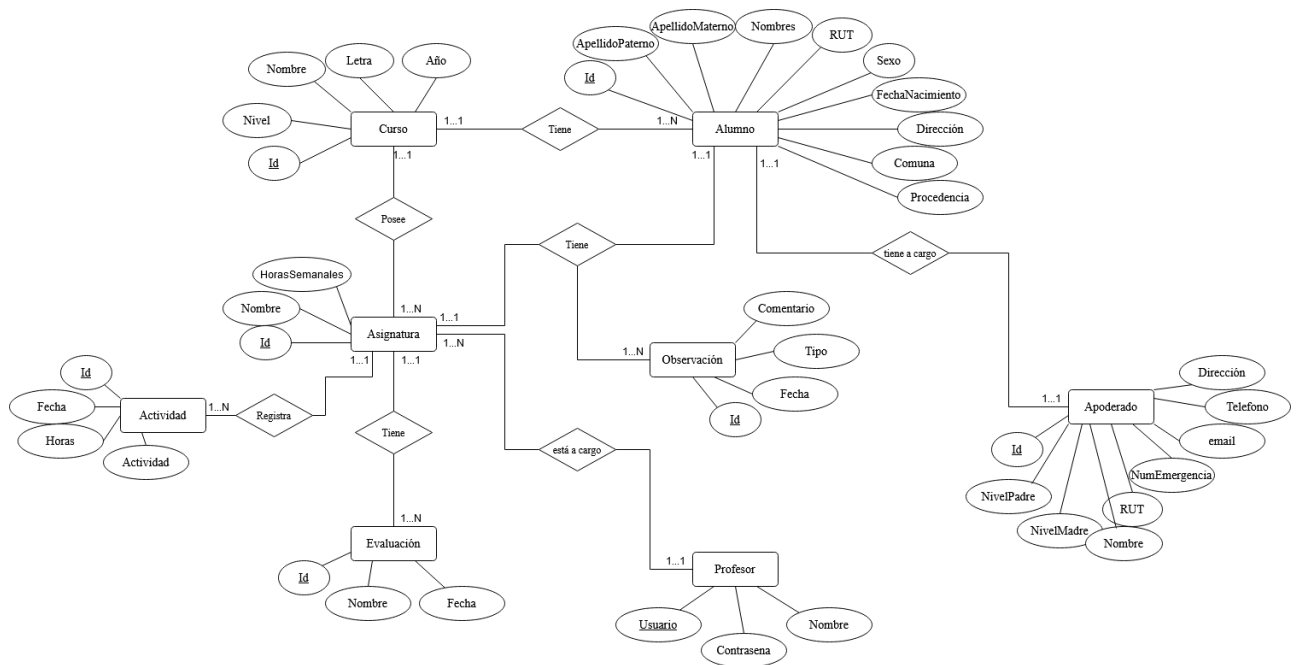 ApellidoMaterno
Nombres
RUT
ApellidoPaterno
Letra
Año
Sexo
Nombre
Id
FechaNacimiento
Nivel
Curso
1...1
Tiene
1...N
Alumno
Dirección
1...1
1...1
1...1
Id
Comuna
Procedencia
Posee
Tiene
tiene a cargo
HorasSemanales
Nombre
1...N
Comentario
1...1
Asignatura
Id
1...N
1...N
Observación
Tipo
1...1
1...1
Id
Dirección
Fecha
Fecha
1...N
Actividad
Registra
1...1
Apoderado
Telefono
Id
Horas
Tiene
Id
email
Actividad
está a cargo
NumEmergencia
NivelPadre
RUT
1...N
NivelMadre
Nombre
Evaluación
1...1
Profesor
Id
Nombre
Fecha
Usuario
Nombre
Contrasena